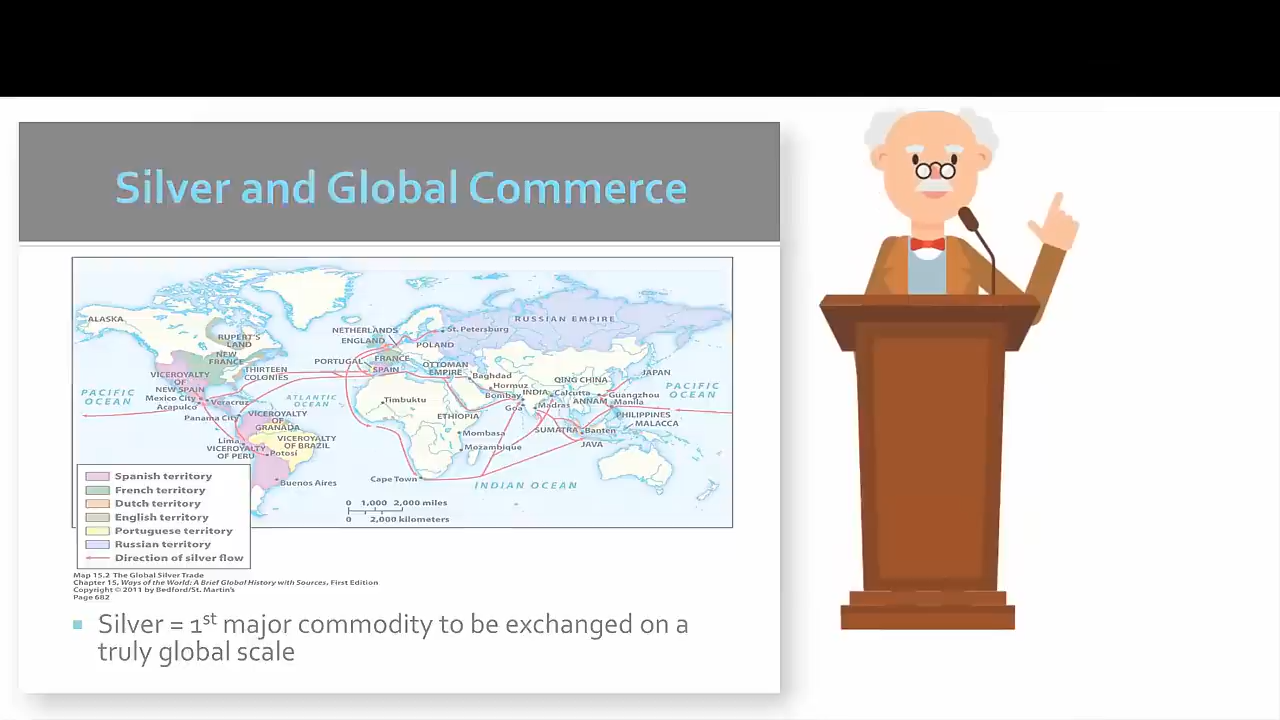 Silver and Global Commerce
ALASKA
RUPERT'S
LAND
NEW
FRANCE
THIRTEEN
COLONIES
VICEROYALTY
OF
NEW SPAIN
Mexico City
Acapulco
Veracruz
Panama City
PACIFIC
OCEAN
ATLANTIC
OCEAN
VICEROYALTY
OF
GRANADA
VICEROYALTY
OF BRAZIL
Lima
VICEROYALTY
OF PERU
Potosí
Buenos Aires
NETHERLANDS
ENGLAND
PORTUGAL
FRANCE
SPAIN
POLAND
St. Petersburg
RUSSIAN EMPIRE
OTTOMAN
EMPIRE
Baghdad
Hormuz
Bombay
Goa
INDIA
Calcutta
Madras
QING CHINA
ANNAM
Guangzhou
Manila
JAPAN
PACIFIC
OCEAN
PHILIPPINES
MALACCA
SUMATRA
Banten
JAVA
Timbuktu
ETHIOPIA
Mombasa
Mozambique
Cape Town
INDIAN OCEAN
0 1,000 2,000 miles
0 2,000 kilometers
Spanish territory
French territory
Dutch territory
English territory
Portuguese territory
Russian territory
Direction of silver flow
Map 15.2 The Global Silver Trade
Chapter 15, Ways of the World: A Brief Global History with Sources, First Edition
Copyright © 2011 by Bedford/St. Martin's
Page 682
Silver = 1st major commodity to be exchanged on a
truly global scale